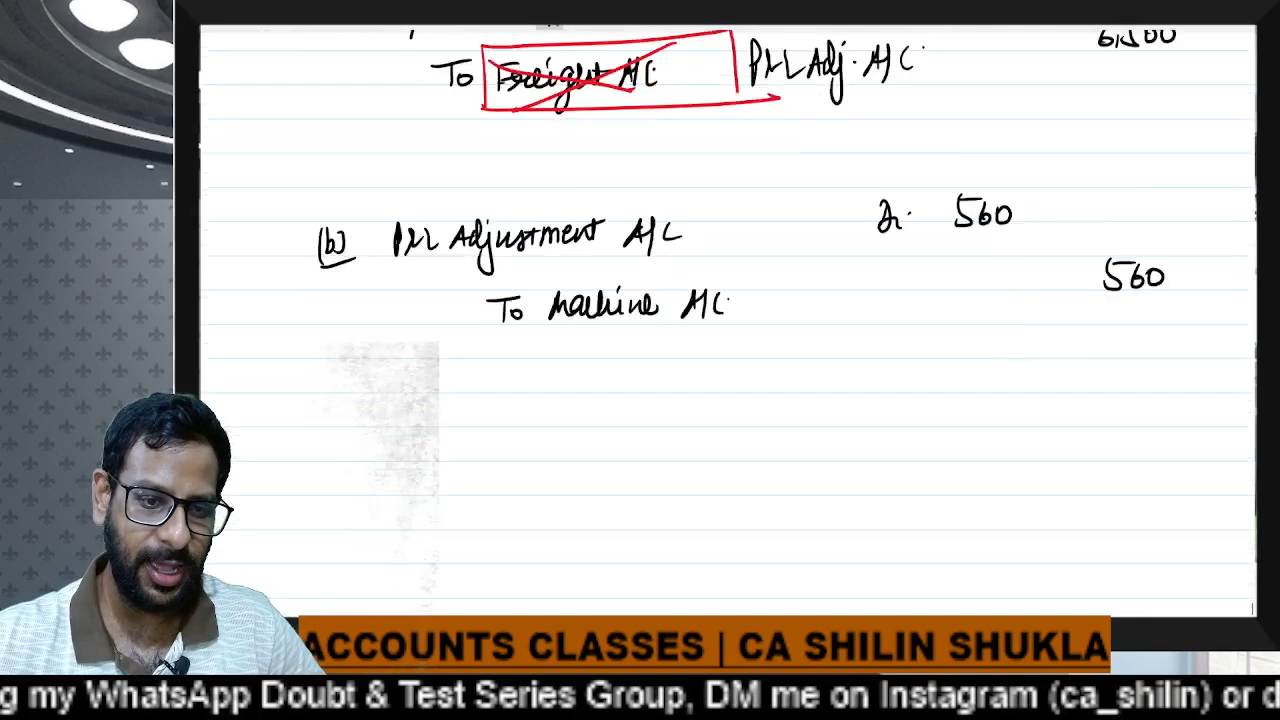 6,500
To Freight A/C P&L Adj. A/C
(b) P&L Adjustment A/C Dr. 560
To Machine A/C 560
ACCOUNTS CLASSES | CA SHILIN SHUKLA
g my WhatsApp Doubt & Test Series Group, DM me on Instagram (ca_shilin) or d